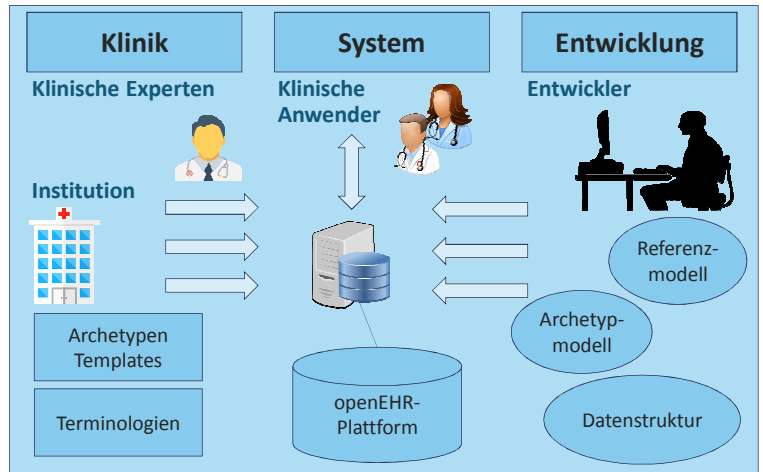 Klinik
Klinische Experten
Institution
Archetypen
Templates
Terminologien
System
Klinische
Anwender
openEHR-
Plattform
Entwicklung
Entwickler
Referenz-
modell
Archetyp-
modell
Datenstruktur